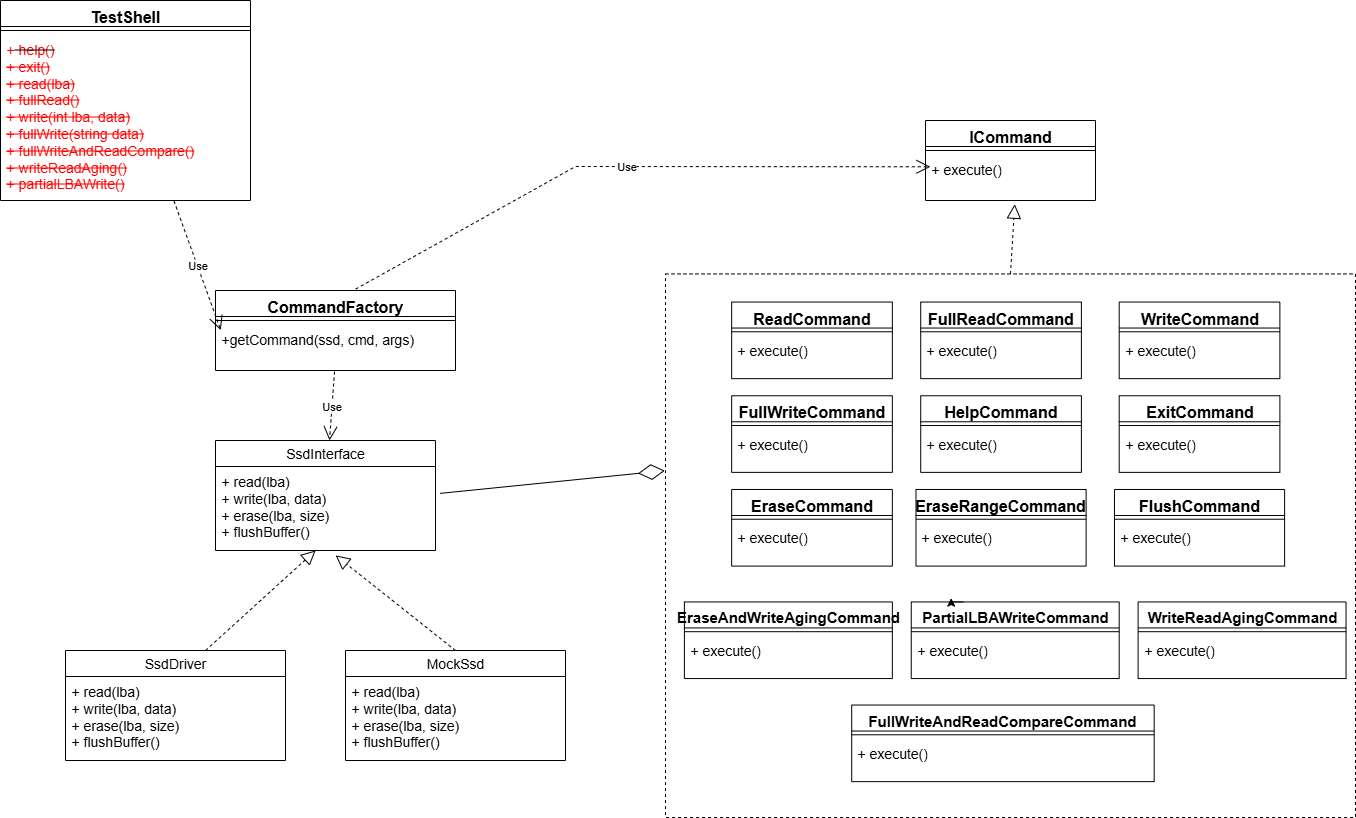 TestShell
+ help()
+ exit()
+ read(lba)
+ fullRead()
+ write(int lba, data)
+ fullWrite(string data)
+ fullWriteAndReadCompare()
+ writeReadAging()
+ partialLBAWrite()
ICommand
+ execute()
Use
Use
CommandFactory
+getCommand(ssd, cmd, args)
Use
SsdInterface
+ read(lba)
+ write(lba, data)
+ erase(lba, size)
+ flushBuffer()
SsdDriver
+ read(lba)
+ write(lba, data)
+ erase(lba, size)
+ flushBuffer()
MockSsd
+ read(lba)
+ write(lba, data)
+ erase(lba, size)
+ flushBuffer()
ReadCommand
+ execute()
FullReadCommand
+ execute()
WriteCommand
+ execute()
FullWriteCommand
+ execute()
HelpCommand
+ execute()
ExitCommand
+ execute()
EraseCommand
+ execute()
EraseRangeCommand
+ execute()
FlushCommand
+ execute()
EraseAndWriteAgingCommand
+ execute()
PartialLBAWriteCommand
+ execute()
WriteReadAgingCommand
+ execute()
FullWriteAndReadCompareCommand
+ execute()